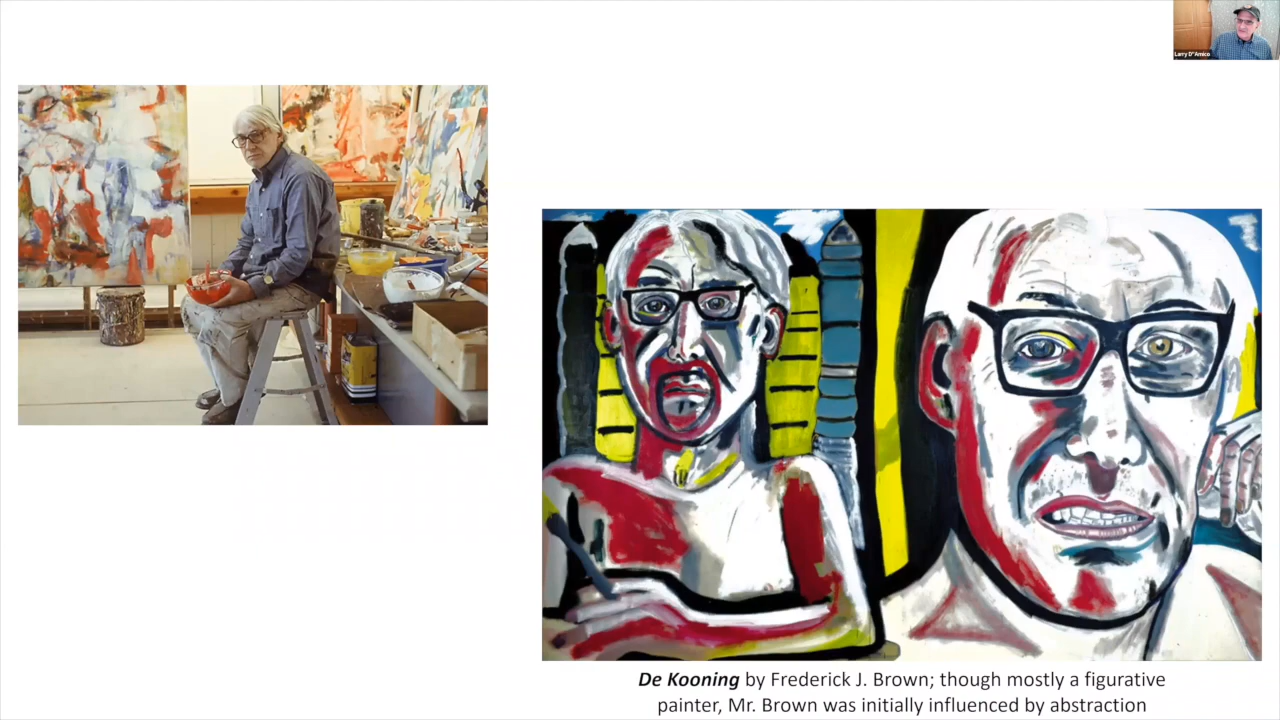 Larry D"Amico
De Kooning by Frederick J. Brown; though mostly a figurative
painter, Mr. Brown was initially influenced by abstraction